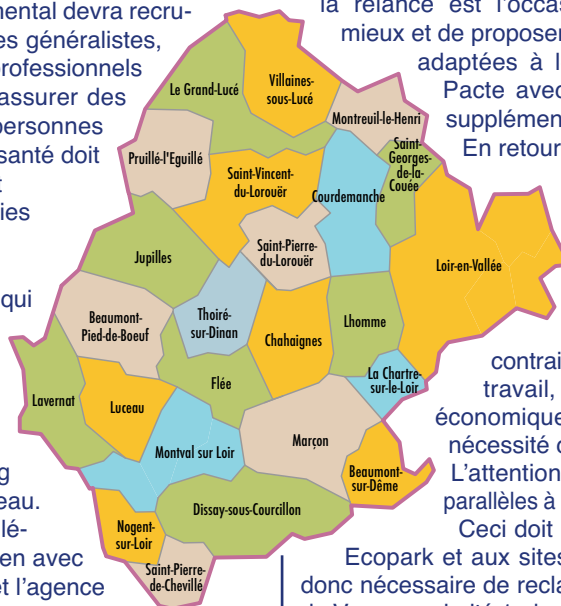 mental devra recru-
es généralistes,
professionnels
assurer des
personnes
santé doit
t
ies
qui
g
eau.
lé-
en avec
et l'agence
la relance est l'occas
mieux et de proposer
adaptées à l
Pacte avec
supplémen
En retour
contrai
travail,
économique
nécessité d
L'attention
parallèles à
Ceci doit
Ecopark et aux sites
donc nécessaire de recla
Le Grand-Lucé
Villaines-
sous-Lucé
Montreuil-le-Henri
Saint-
Georges-
de-la-
Couée
Pruillé-l'Eguillé
Saint-Vincent-
du-Lorouër
Courdemanche
Saint-Pierre-
du-Lorouër
Loir-en-Vallée
Jupilles
Beaumont-
Pied-de-Boeuf
Thoiré-
sur-Dinan
Chahaignes
Lhomme
La Chartre-
sur-le-Loir
Flée
Lavernat
Luceau
Montval sur Loir
Marçon
Beaumont-
sur-Dême
Dissay-sous-Courcillon
Nogent-
sur-Loir
Saint-Pierre-
de-Chevillé